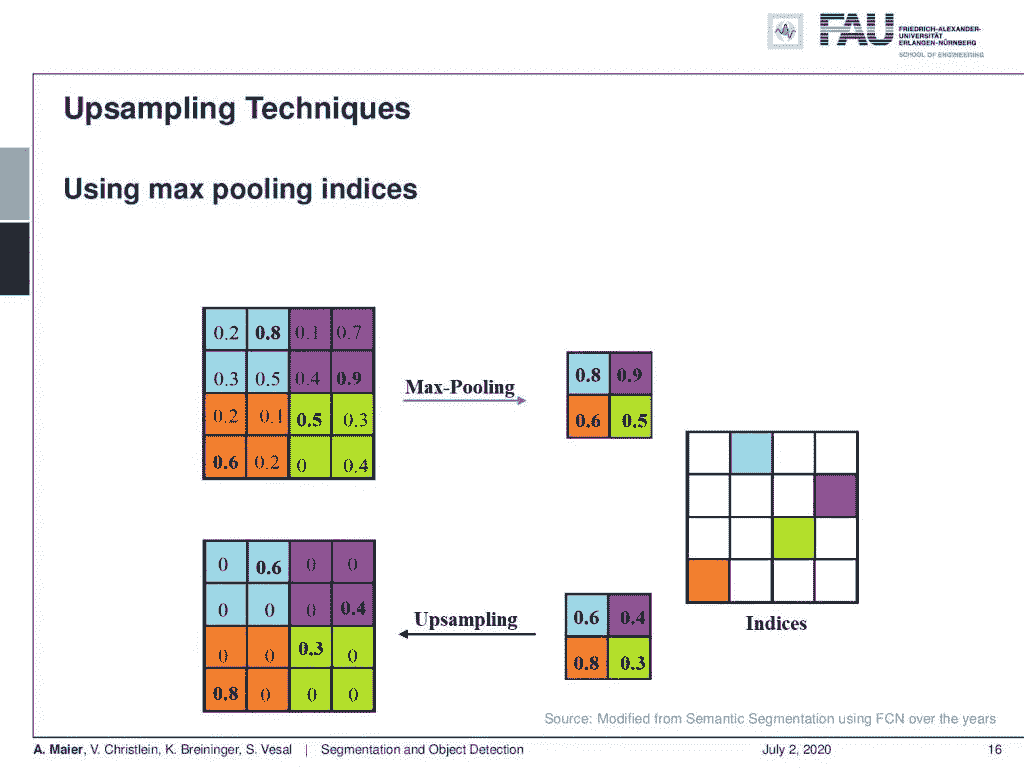 FAU
FRIEDRICH-ALEXANDER-
UNIVERSITÄT
ERLANGEN-NÜRNBERG
SCHOOL OF ENGINEERING
Upsampling Techniques
Using max pooling indices
0.2 0.8 0.1 0.7
0.3 0.5 0.4 0.9
0.2 0.1 0.5 0.3
0.6 0.2 0 0.4
Max-Pooling
0.8 0.9
0.6 0.5
0 0.6 0 0
0 0 0 0.4
0 0 0.3 0
0.8 0 0 0
Upsampling
0.6 0.4
0.8 0.3
Indices
Source: Modified from Semantic Segmentation using FCN over the years
A. Maier, V. Christlein, K. Breininger, S. Vesal | Segmentation and Object Detection July 2, 2020 16